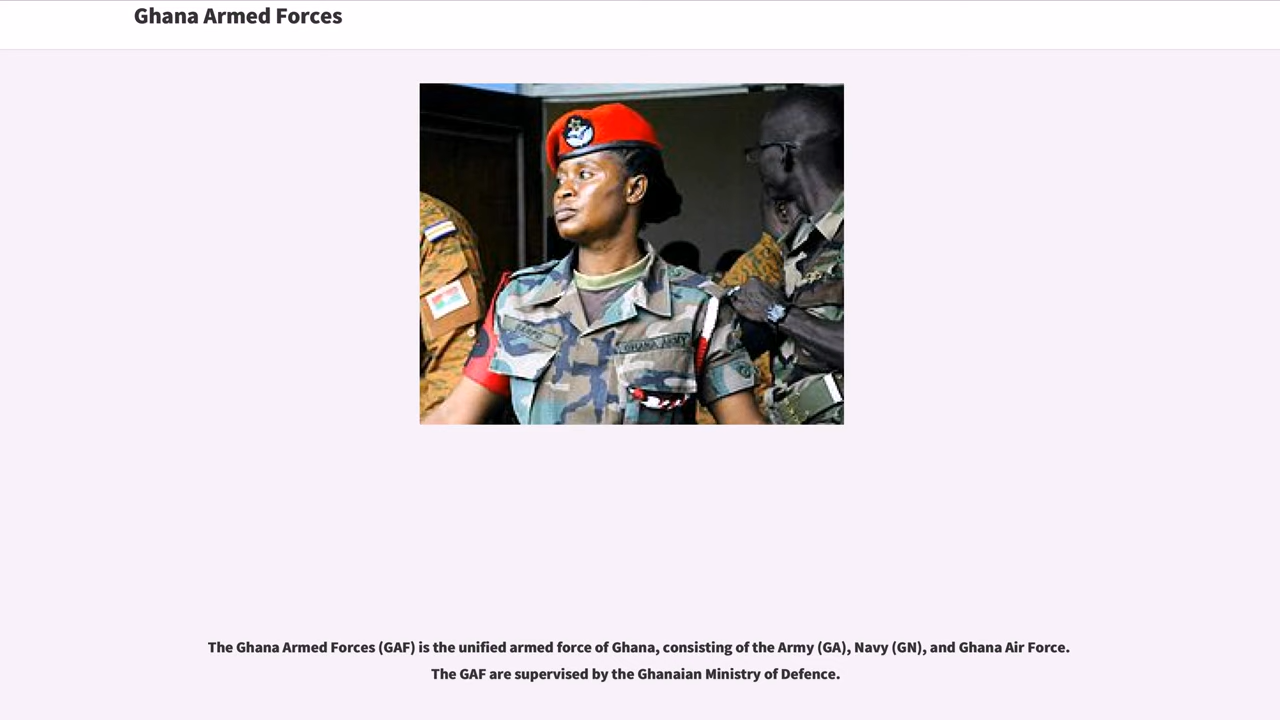 Ghana Armed Forces
GHANA ARMY
The Ghana Armed Forces (GAF) is the unified armed force of Ghana, consisting of the Army (GA), Navy (GN), and Ghana Air Force.
The GAF are supervised by the Ghanaian Ministry of Defence.